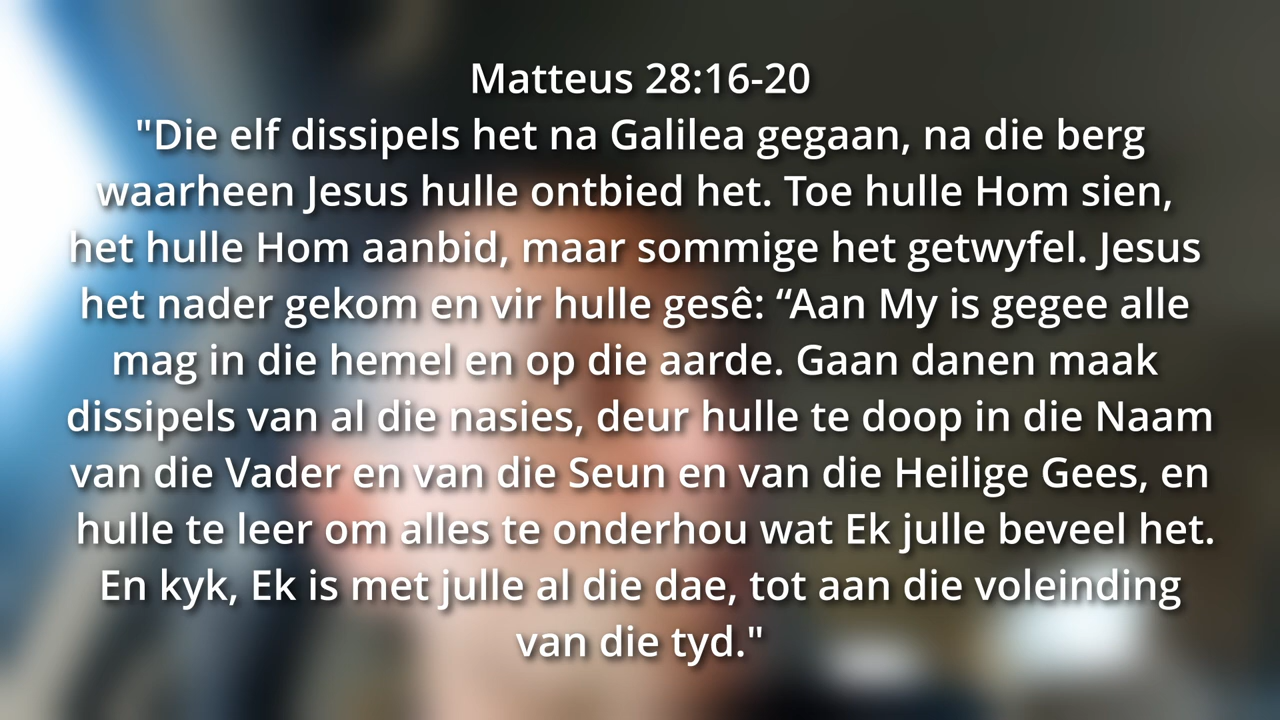 Matteus 28:16-20
"Die elf dissipels het na Galilea gegaan, na die berg
waarheen Jesus hulle ontbied het. Toe hulle Hom sien,
het hulle Hom aanbid, maar sommige het getwyfel. Jesus
het nader gekom en vir hulle gesê: “Aan My is gegee alle
mag in die hemel en op die aarde. Gaan danen maak
dissipels van al die nasies, deur hulle te doop in die Naam
van die Vader en van die Seun en van die Heilige Gees, en
hulle te leer om alles te onderhou wat Ek julle beveel het.
En kyk, Ek is met julle al die dae, tot aan die voleinding
van die tyd."